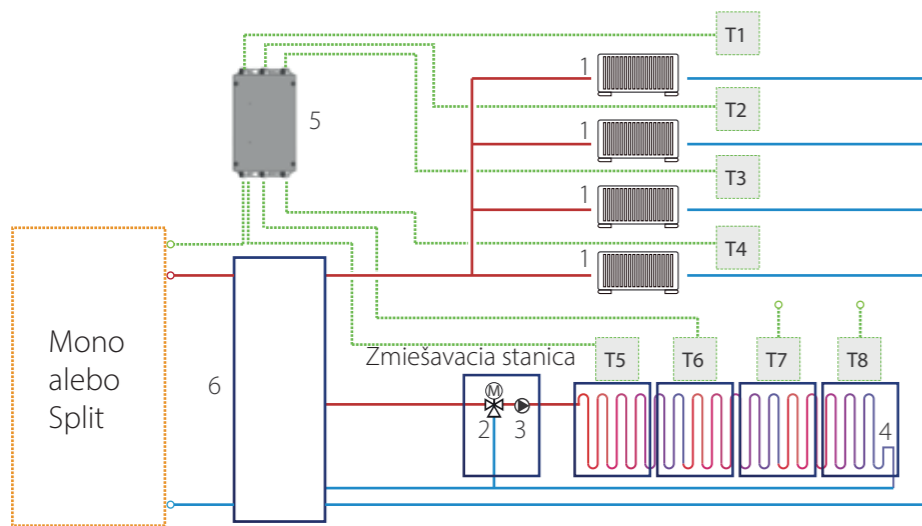 T1
1
T2
5
1
T3
1
T4
1
Mono
alebo
Split
6
Zmiešavacia stanica
T5
T6
T7
T8
M
2
3
4